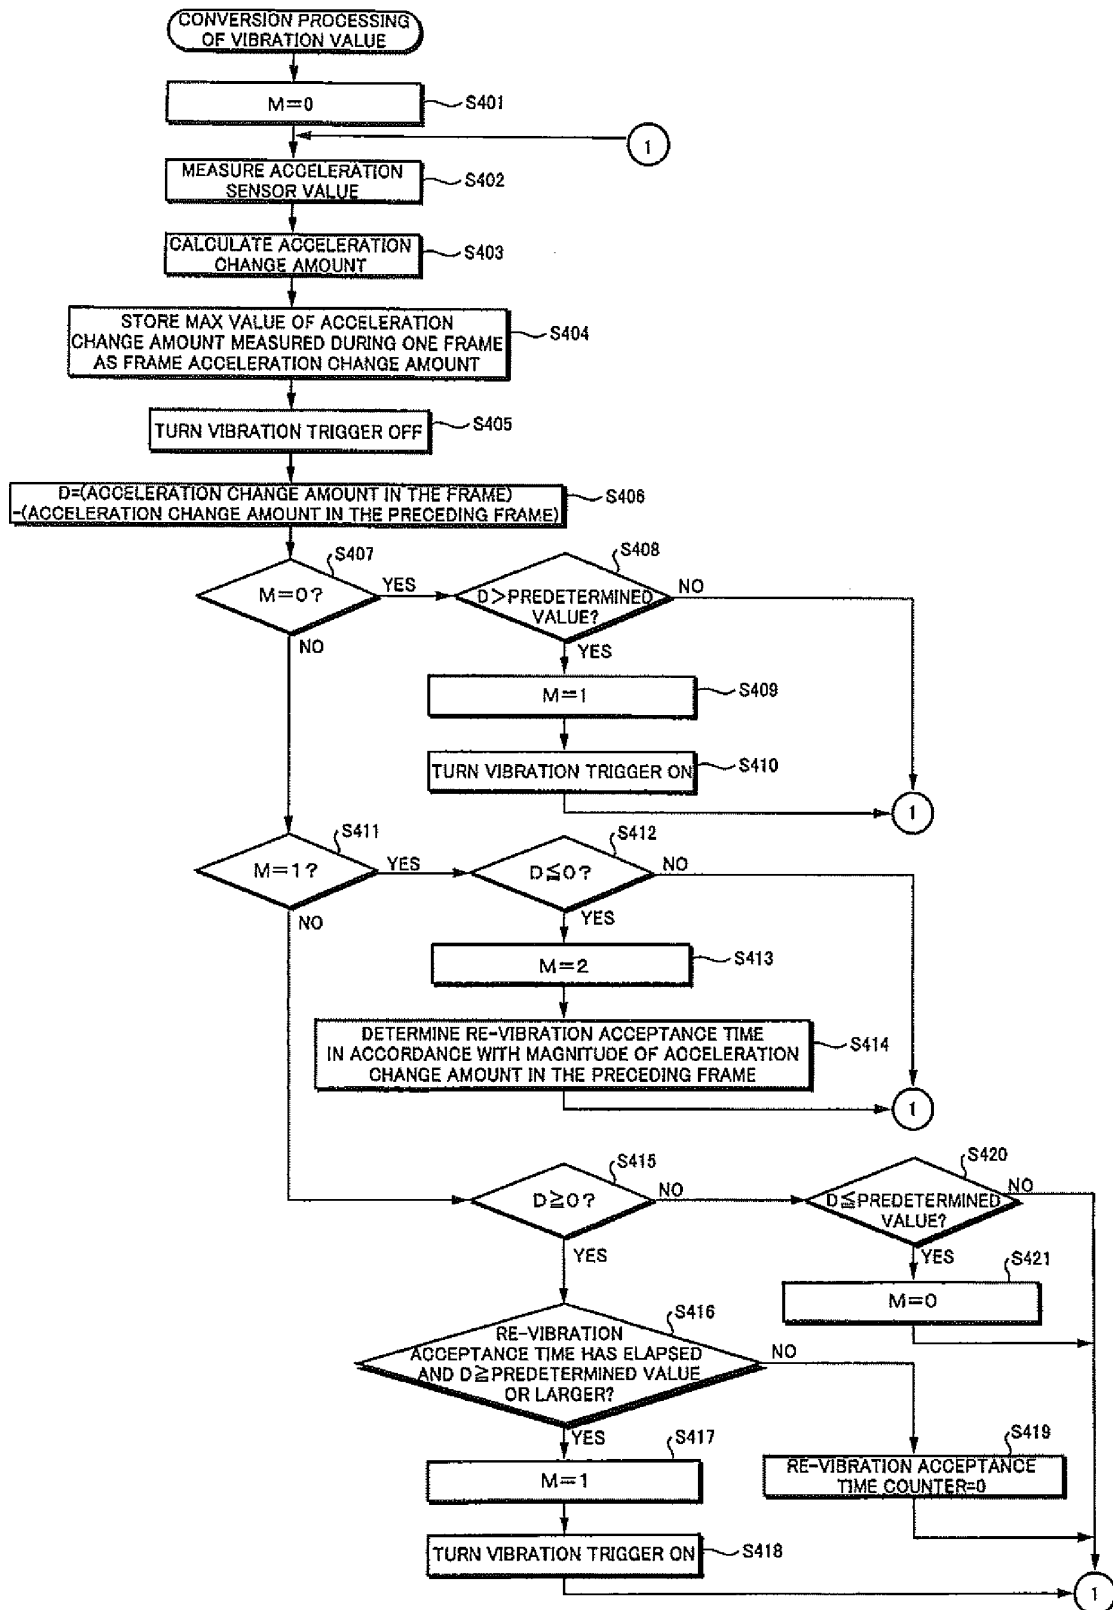 CONVERSION PROCESSING
OF VIBRATION VALUE
M=0
S401
1
MEASURE ACCELERATION
SENSOR VALUE
S402
CALCULATE ACCELERATION
CHANGE AMOUNT
S403
STORE MAX VALUE OF ACCELERATION
CHANGE AMOUNT MEASURED DURING ONE FRAME
AS FRAME ACCELERATION CHANGE AMOUNT
S404
TURN VIBRATION TRIGGER OFF
S405
D=(ACCELERATION CHANGE AMOUNT IN THE FRAME)
-(ACCELERATION CHANGE AMOUNT IN THE PRECEDING FRAME)
S406
S407
M=0?
YES
NO
S408
D>PREDETERMINED
VALUE?
NO
YES
M=1
S409
TURN VIBRATION TRIGGER ON
S410
1
S411
M=1?
YES
NO
S412
D≦0?
NO
YES
M=2
S413
DETERMINE RE-VIBRATION ACCEPTANCE TIME
IN ACCORDANCE WITH MAGNITUDE OF ACCELERATION
CHANGE AMOUNT IN THE PRECEDING FRAME
S414
1
S415
D≧0?
NO
YES
S420
D≦PREDETERMINED
VALUE?
NO
YES
S421
M=0
S416
RE-VIBRATION
ACCEPTANCE TIME HAS ELAPSED
AND D≧PREDETERMINED VALUE
OR LARGER?
NO
YES
S417
M=1
S419
RE-VIBRATION ACCEPTANCE
TIME COUNTER=0
TURN VIBRATION TRIGGER ON
S418
1